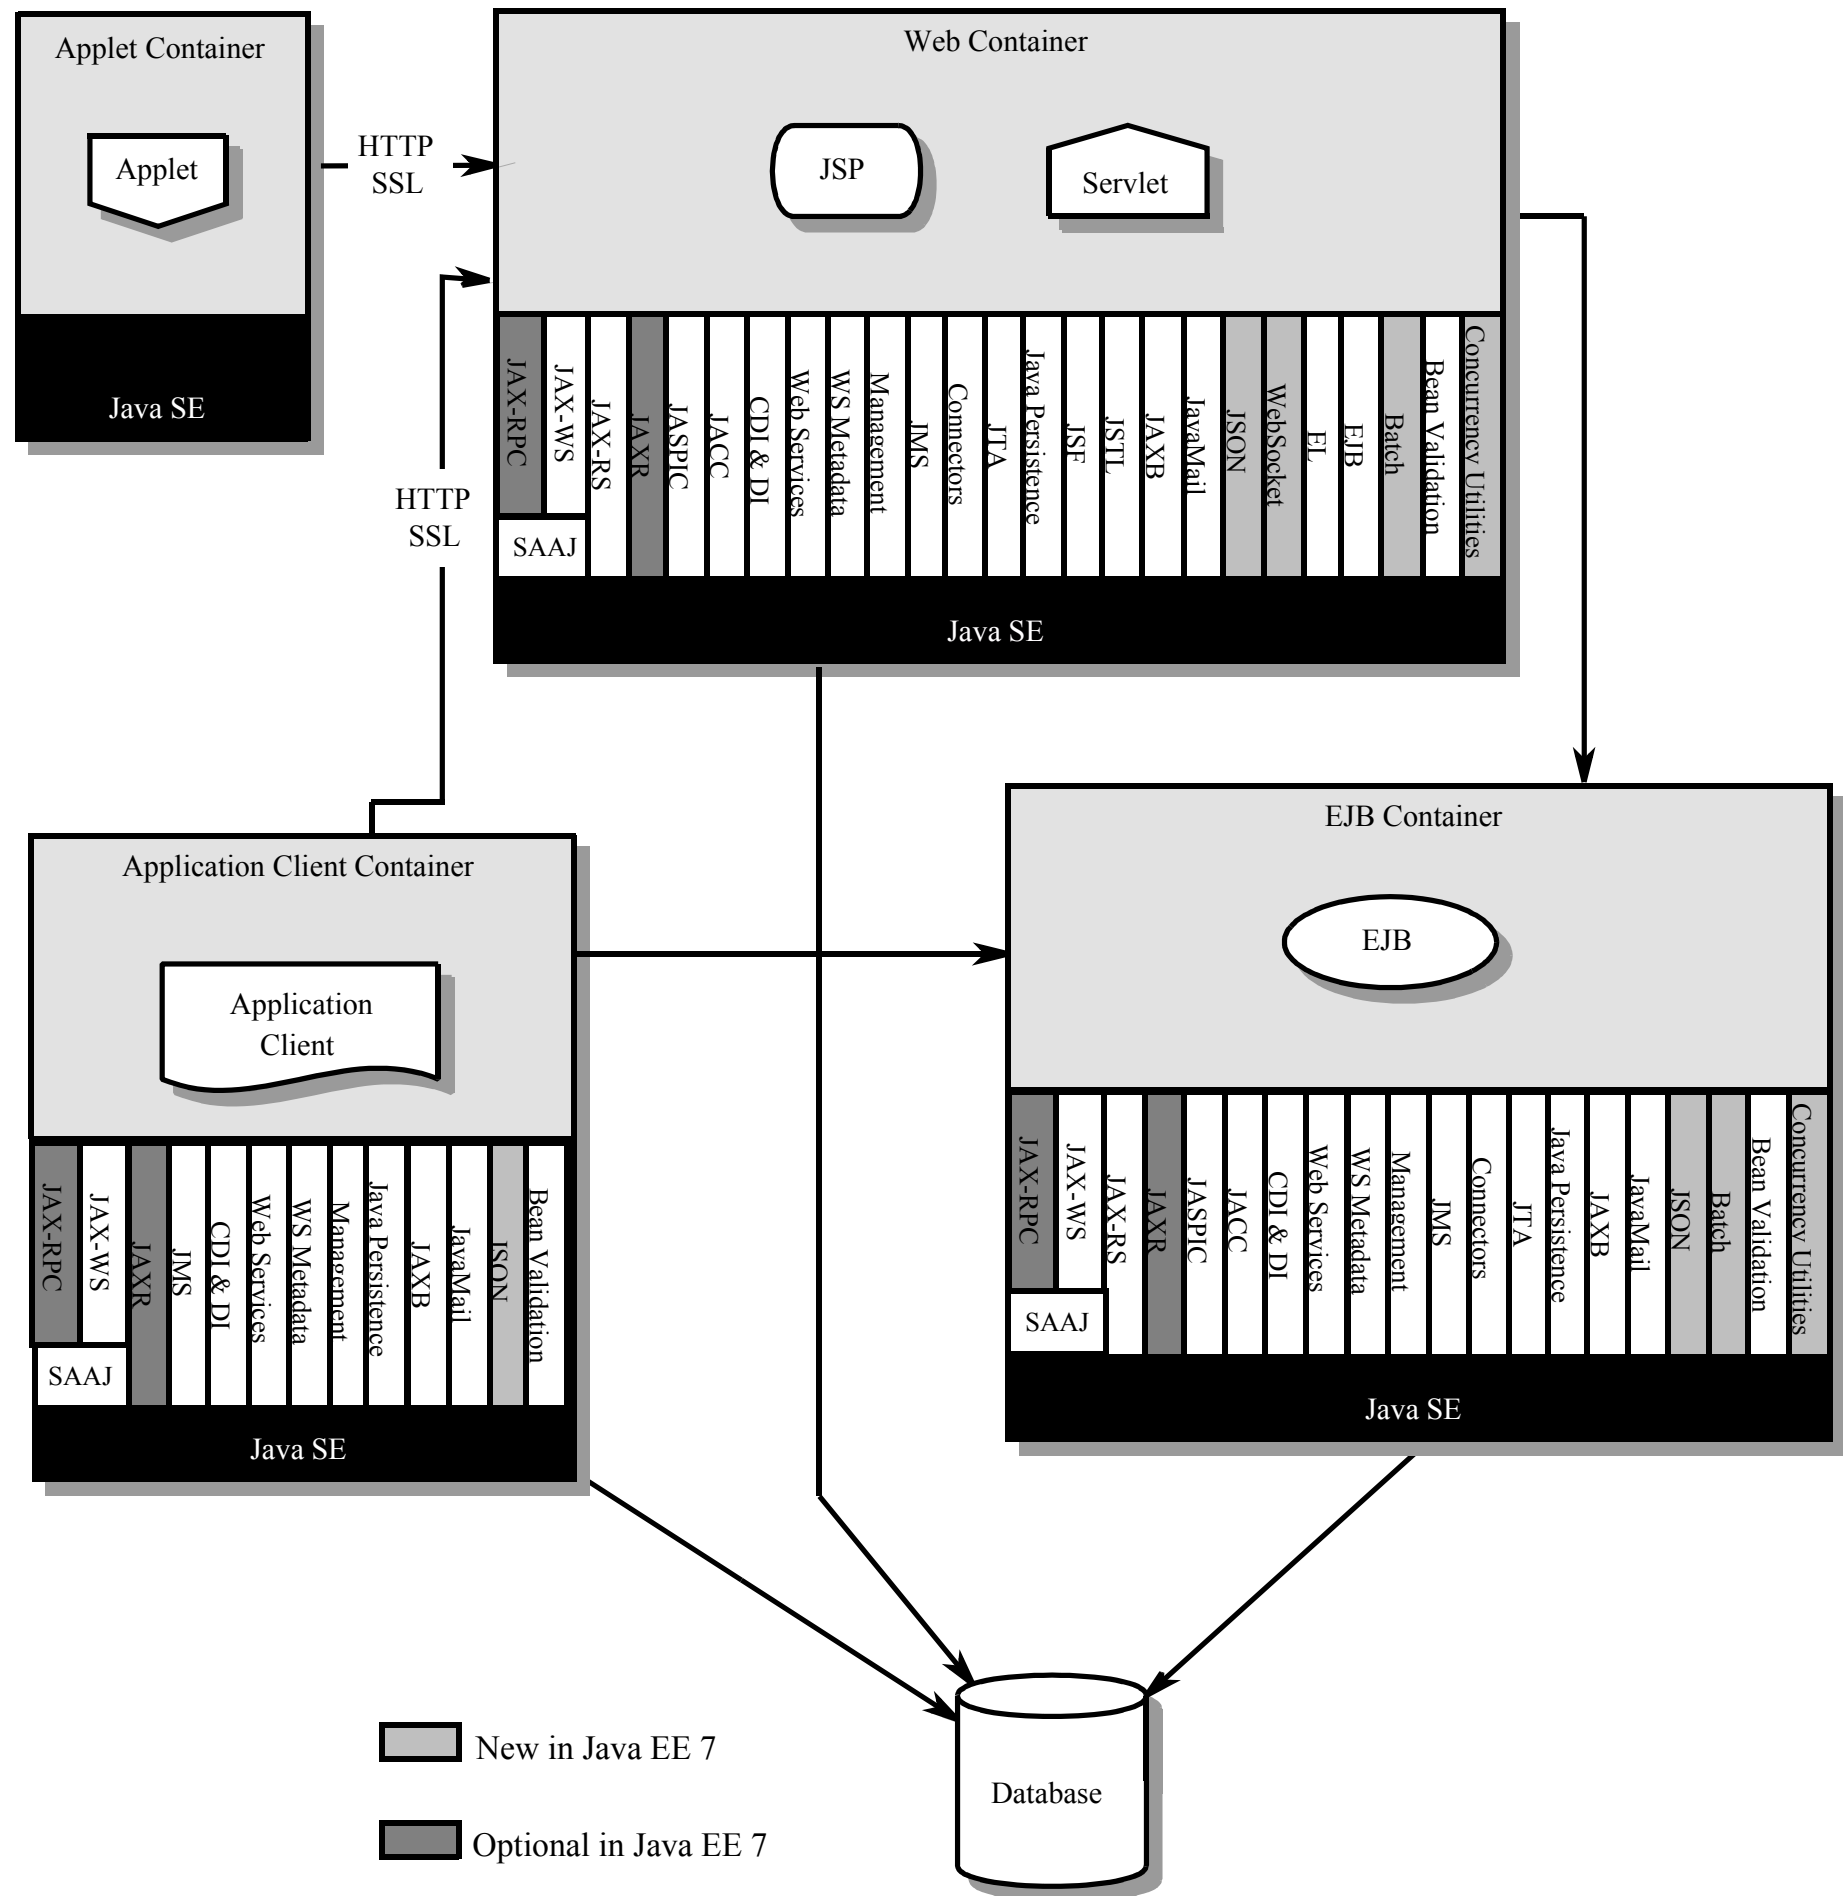 Applet Container
Applet
Java SE
HTTP
SSL
Web Container
JSP
Servlet
JAX-RPC
JAX-WS
SAAJ
JAX-RS
JAXR
JASPIC
JACC
CDI & DI
Web Services
WS Metadata
Management
JMS
Connectors
JTA
Java Persistence
JSF
JSTL
JAXB
JavaMail
JSON
WebSocket
EL
EJB
Batch
Bean Validation
Concurrency Utilities
Java SE
HTTP
SSL
Application Client Container
Application
Client
JAX-RPC
JAX-WS
SAAJ
JAXR
JMS
CDI & DI
Web Services
WS Metadata
Management
Java Persistence
JAXB
JavaMail
JSON
Bean Validation
Java SE
EJB Container
EJB
JAX-RPC
JAX-WS
SAAJ
JAX-RS
JAXR
JASPIC
JACC
CDI & DI
Web Services
WS Metadata
Management
JMS
Connectors
JTA
Java Persistence
JAXB
JavaMail
JSON
Batch
Bean Validation
Concurrency Utilities
Java SE
New in Java EE 7
Optional in Java EE 7
Database